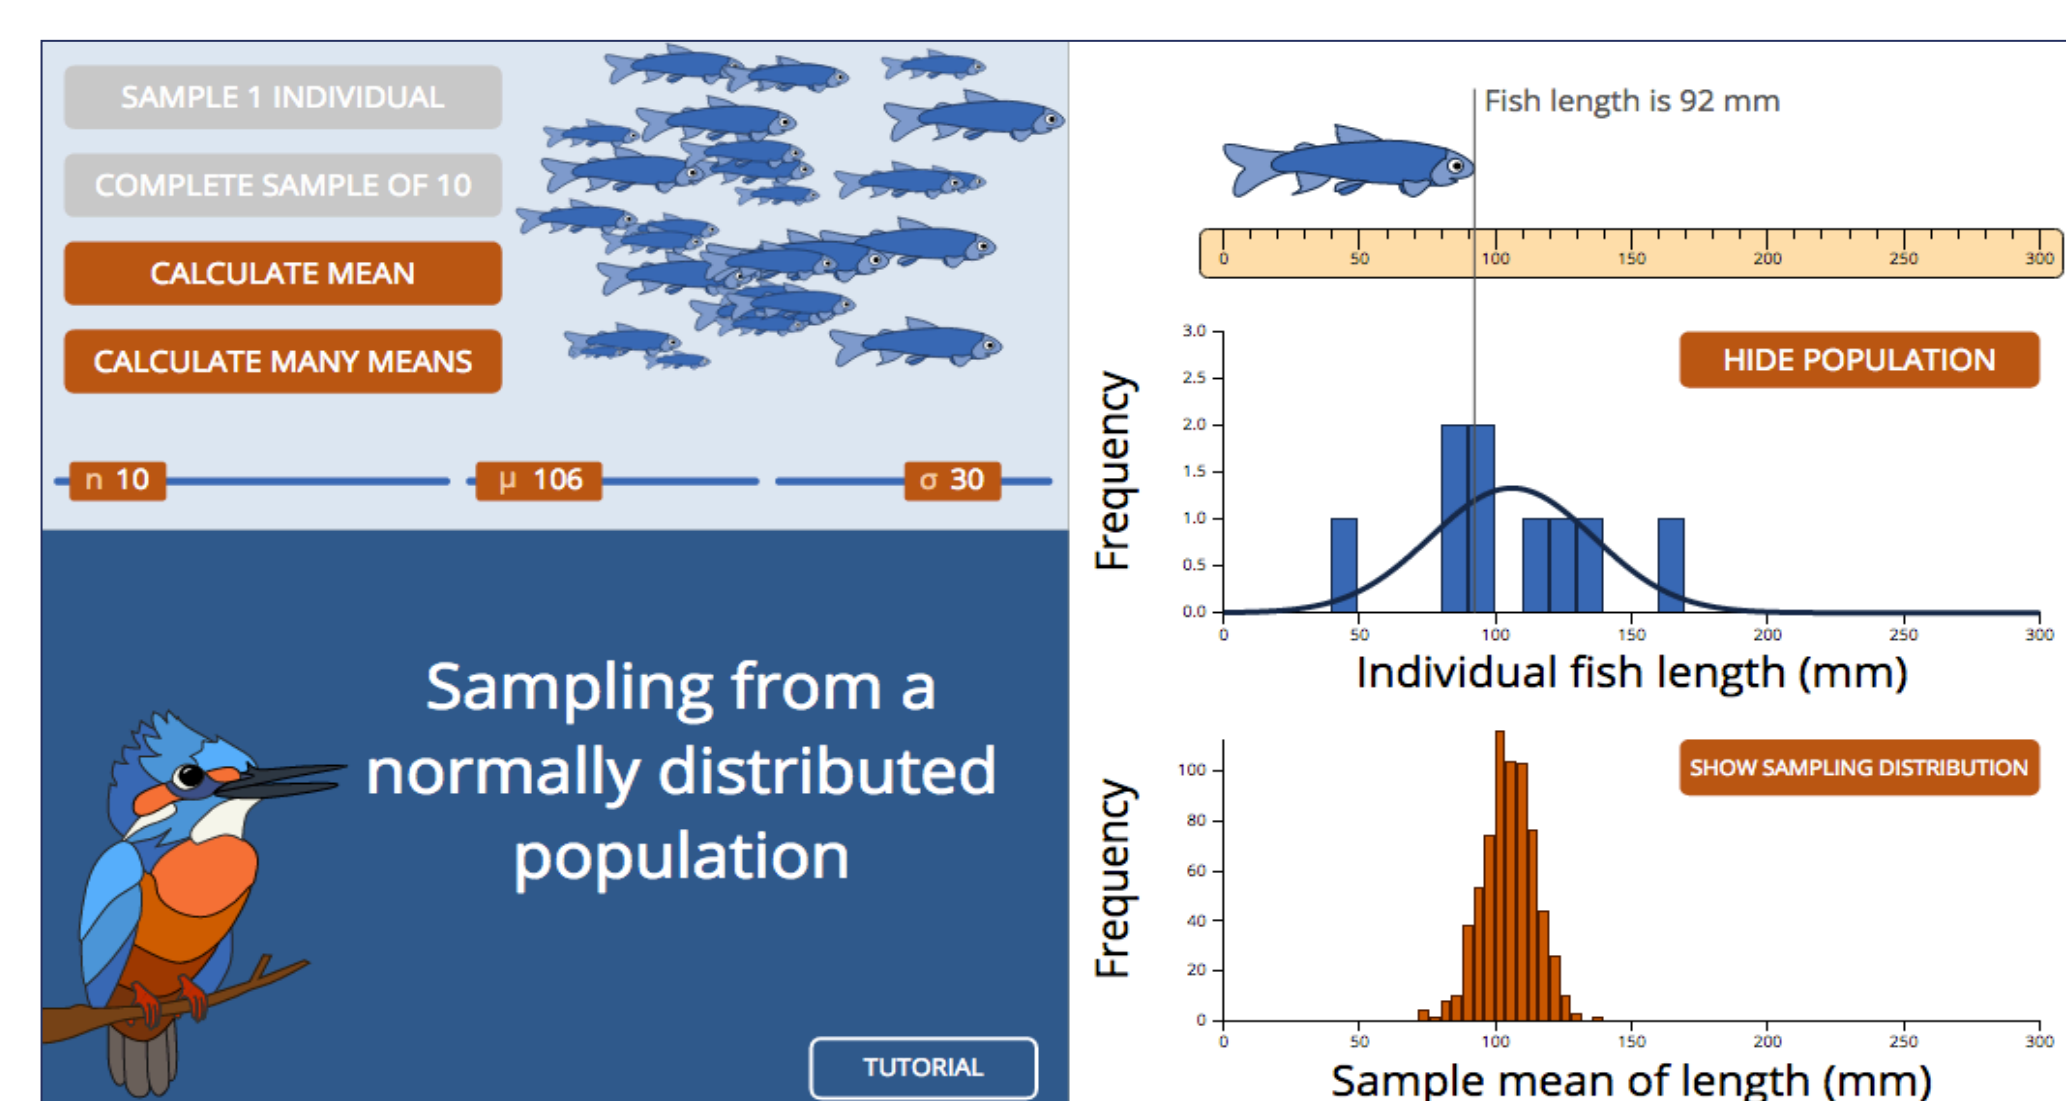 SAMPLE 1 INDIVIDUAL
COMPLETE SAMPLE OF 10
CALCULATE MEAN
CALCULATE MANY MEANS
n 10
μ 106
σ 30
Sampling from a
normally distributed
population
TUTORIAL
Fish length is 92 mm
0 50 100 150 200 250 300
HIDE POPULATION
Frequency
3.0
2.5
2.0
1.5
1.0
0.5
0.0
0 50 100 150 200 250 300
Individual fish length (mm)
SHOW SAMPLING DISTRIBUTION
Frequency
100
80
60
40
20
0
0 50 100 150 200 250 300
Sample mean of length (mm)